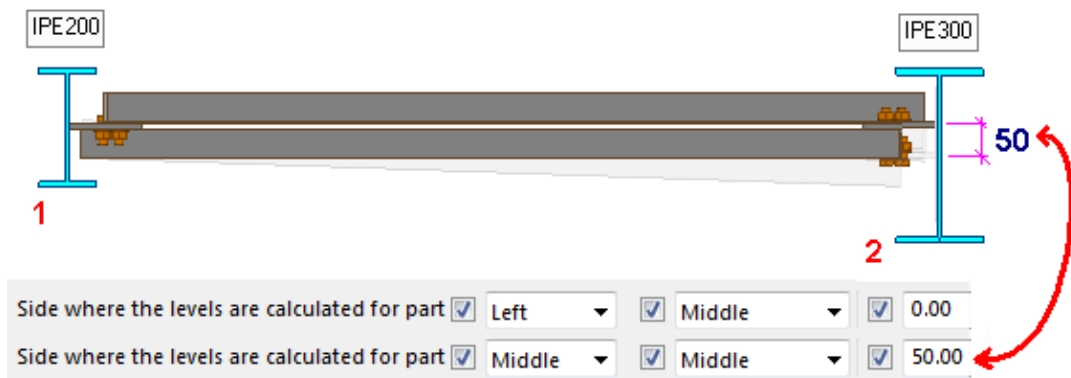 IPE200
IPE300
50
1
2
Side where the levels are calculated for part Left Middle 0.00
Side where the levels are calculated for part Middle Middle 50.00